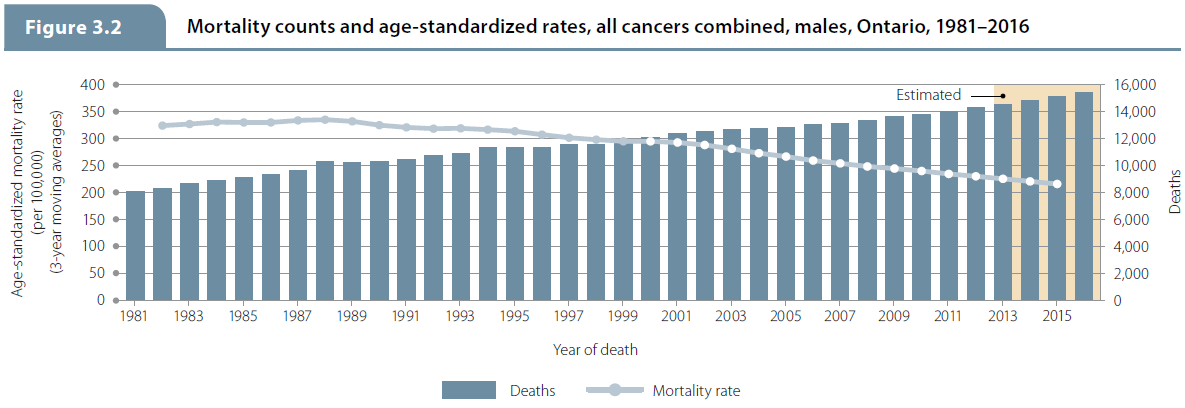 Figure 3.2
Mortality counts and age-standardized rates, all cancers combined, males, Ontario, 1981–2016
Age-standardized mortality rate
(per 100,000)
(3-year moving averages)
400
350
300
250
200
150
100
50
0
Estimated
16,000
14,000
12,000
10,000
8,000
6,000
4,000
2,000
0
Deaths
1981 1983 1985 1987 1989 1991 1993 1995 1997 1999 2001 2003 2005 2007 2009 2011 2013 2015
Year of death
Deaths Mortality rate